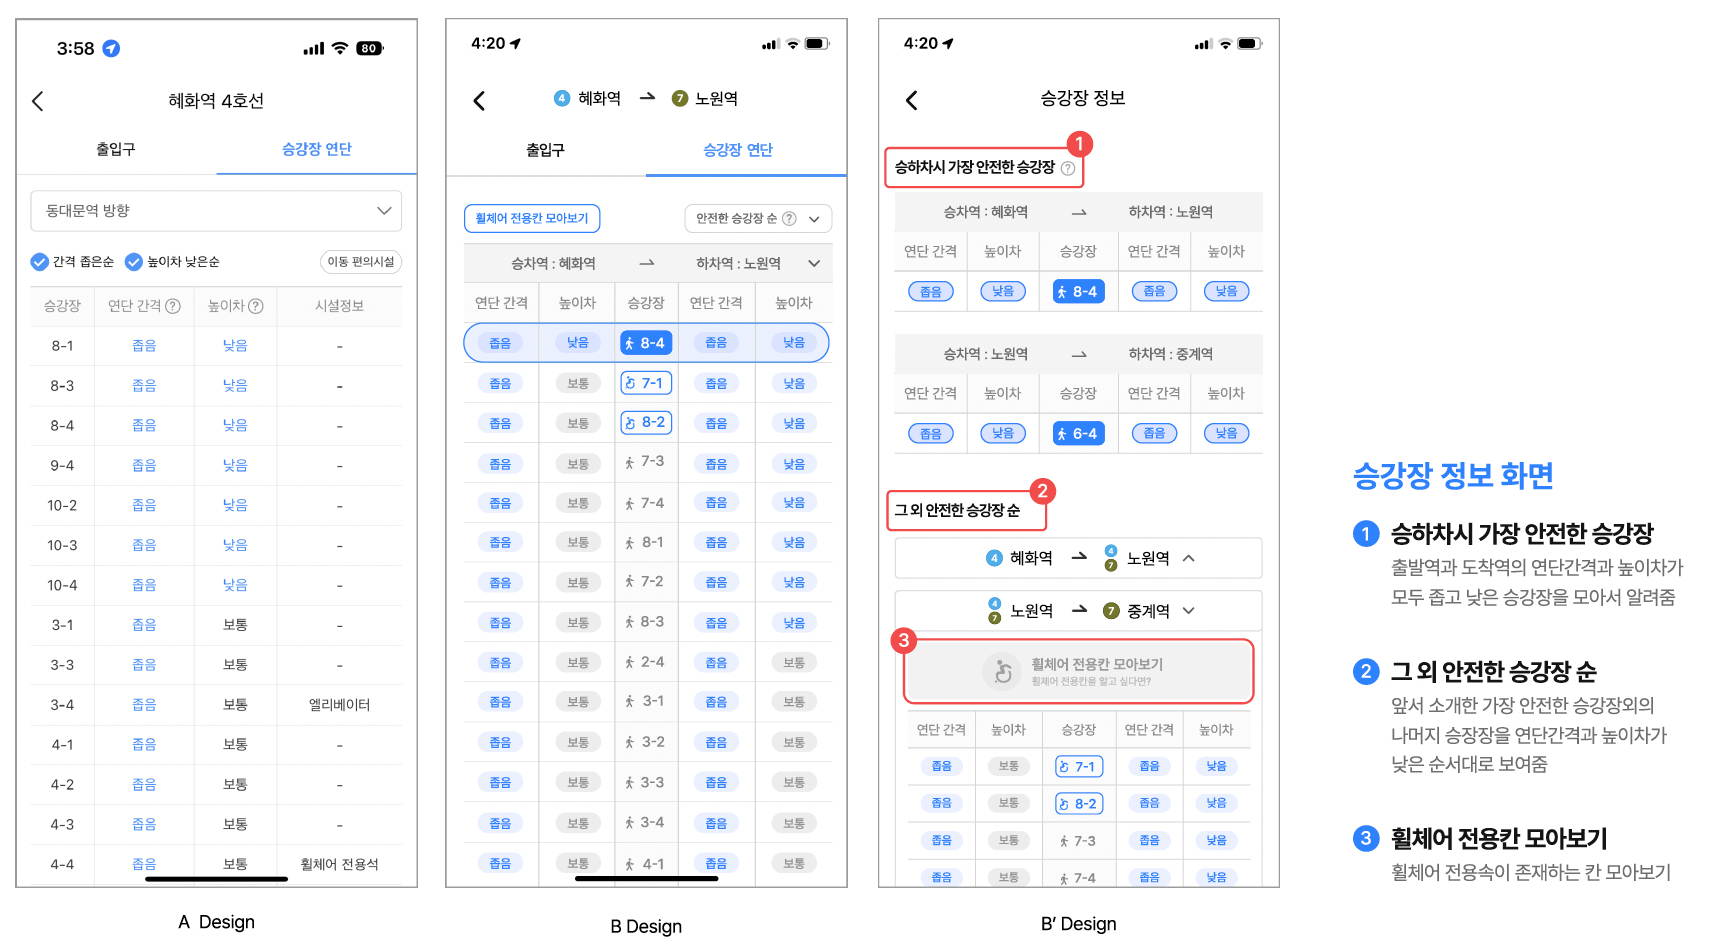 3:58
80
혜화역 4호선
출입구 승강장 연단
동대문역 방향
간격 좁은순 높이차 낮은순 이동 편의시설
승강장 연단 간격 ? 높이차 ? 시설정보
8-1 좁음 낮음 -
8-3 좁음 낮음 -
8-4 좁음 낮음 -
9-4 좁음 낮음 -
10-2 좁음 낮음 -
10-3 좁음 낮음 -
10-4 좁음 낮음 -
3-1 좁음 보통 -
3-3 좁음 보통 -
3-4 좁음 보통 엘리베이터
4-1 좁음 보통 -
4-2 좁음 보통 -
4-3 좁음 보통 -
4-4 좁음 보통 휠체어 전용석
A Design
4:20
4 혜화역 → 7 노원역
출입구 승강장 연단
휠체어 전용칸 모아보기 안전한 승강장 순 ?
승차역 : 혜화역 → 하차역 : 노원역
연단 간격 높이차 승강장 연단 간격 높이차
좁음 낮음 8-4 좁음 낮음
좁음 보통 7-1 좁음 낮음
좁음 보통 8-2 좁음 낮음
좁음 보통 7-3 좁음 낮음
좁음 보통 7-4 좁음 낮음
좁음 보통 8-1 좁음 낮음
좁음 보통 7-2 좁음 낮음
좁음 보통 8-3 좁음 낮음
좁음 보통 2-4 좁음 보통
좁음 보통 3-1 좁음 보통
좁음 보통 3-2 좁음 보통
좁음 보통 3-3 좁음 보통
좁음 보통 3-4 좁음 보통
좁음 보통 4-1 좁음 보통
B Design
4:20
승강장 정보
1
승하차시 가장 안전한 승강장 ?
승차역 : 혜화역 → 하차역 : 노원역
연단 간격 높이차 승강장 연단 간격 높이차
좁음 낮음 8-4 좁음 낮음
승차역 : 노원역 → 하차역 : 중계역
연단 간격 높이차 승강장 연단 간격 높이차
좁음 낮음 6-4 좁음 낮음
2
그 외 안전한 승강장 순
4 혜화역 → 4 7 노원역
4 7 노원역 → 7 중계역
3
휠체어 전용칸 모아보기
휠체어 전용칸을 알고 싶다면?
연단 간격 높이차 승강장 연단 간격 높이차
좁음 보통 7-1 좁음 낮음
좁음 보통 8-2 좁음 낮음
좁음 보통 7-3 좁음 낮음
좁음 보통 7-4 좁음 낮음
B’ Design
승강장 정보 화면
1 승하차시 가장 안전한 승강장
출발역과 도착역의 연단간격과 높이차가
모두 좁고 낮은 승강장을 모아서 알려줌
2 그 외 안전한 승강장 순
앞서 소개한 가장 안전한 승강장외의
나머지 승장장을 연단간격과 높이차가
낮은 순서대로 보여줌
3 휠체어 전용칸 모아보기
휠체어 전용속이 존재하는 칸 모아보기